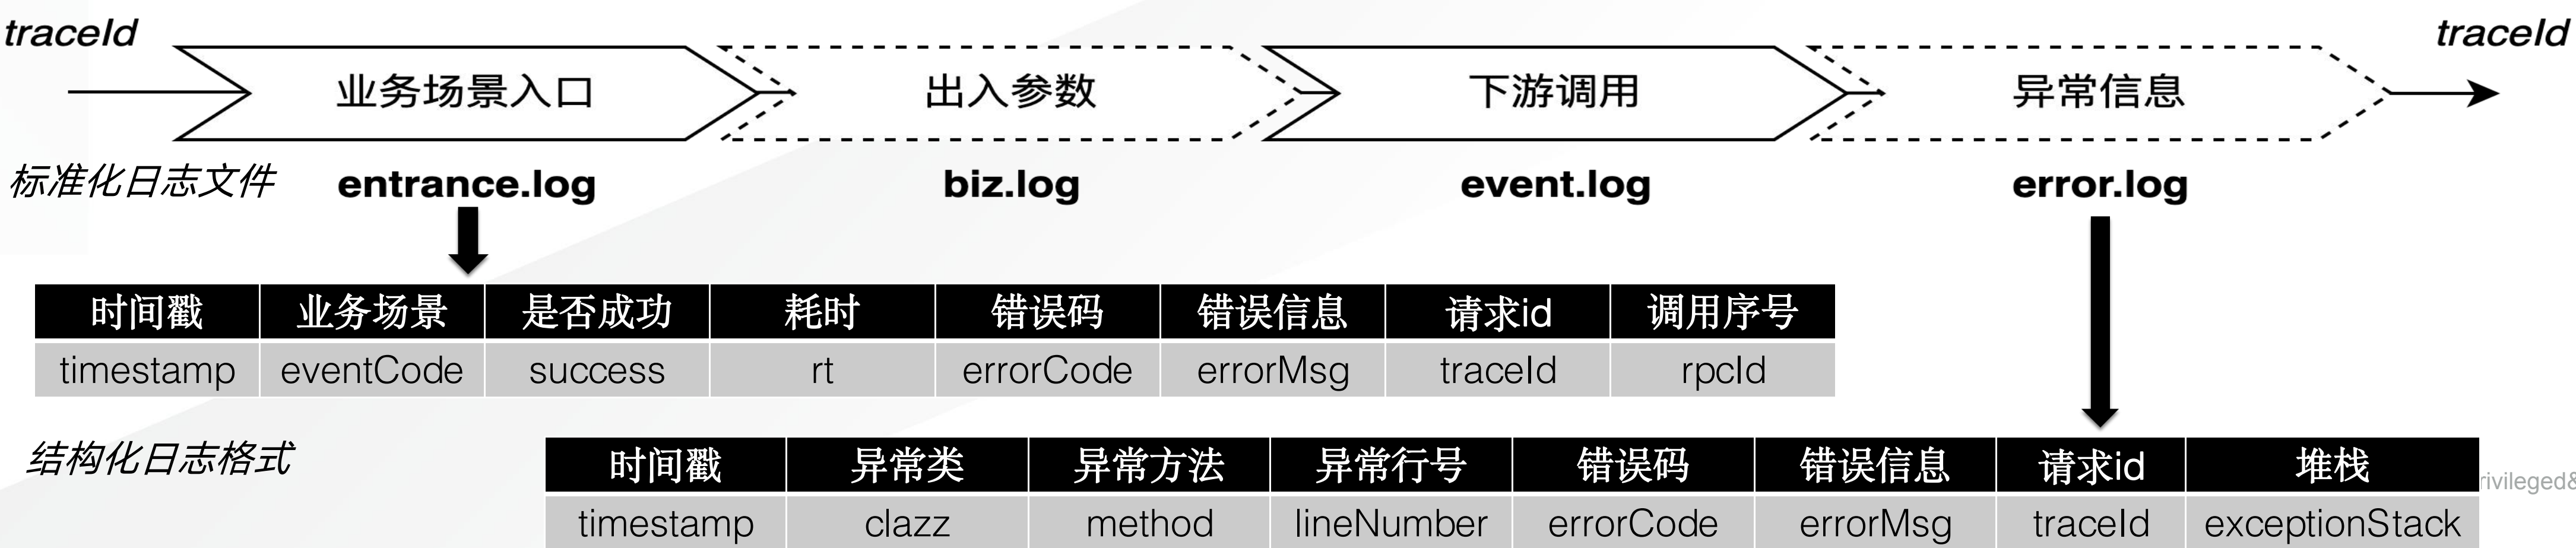 traceId traceId
业务场景入口 出入参数 下游调用 异常信息
标准化日志文件 entrance.log biz.log event.log error.log
时间戳 业务场景 是否成功 耗时 错误码 错误信息 请求id 调用序号
timestamp eventCode success rt errorCode errorMsg traceId rpcId
结构化日志格式
时间戳 异常类 异常方法 异常行号 错误码 错误信息 请求id 堆栈
rivileged&
timestamp clazz method lineNumber errorCode errorMsg traceId exceptionStack